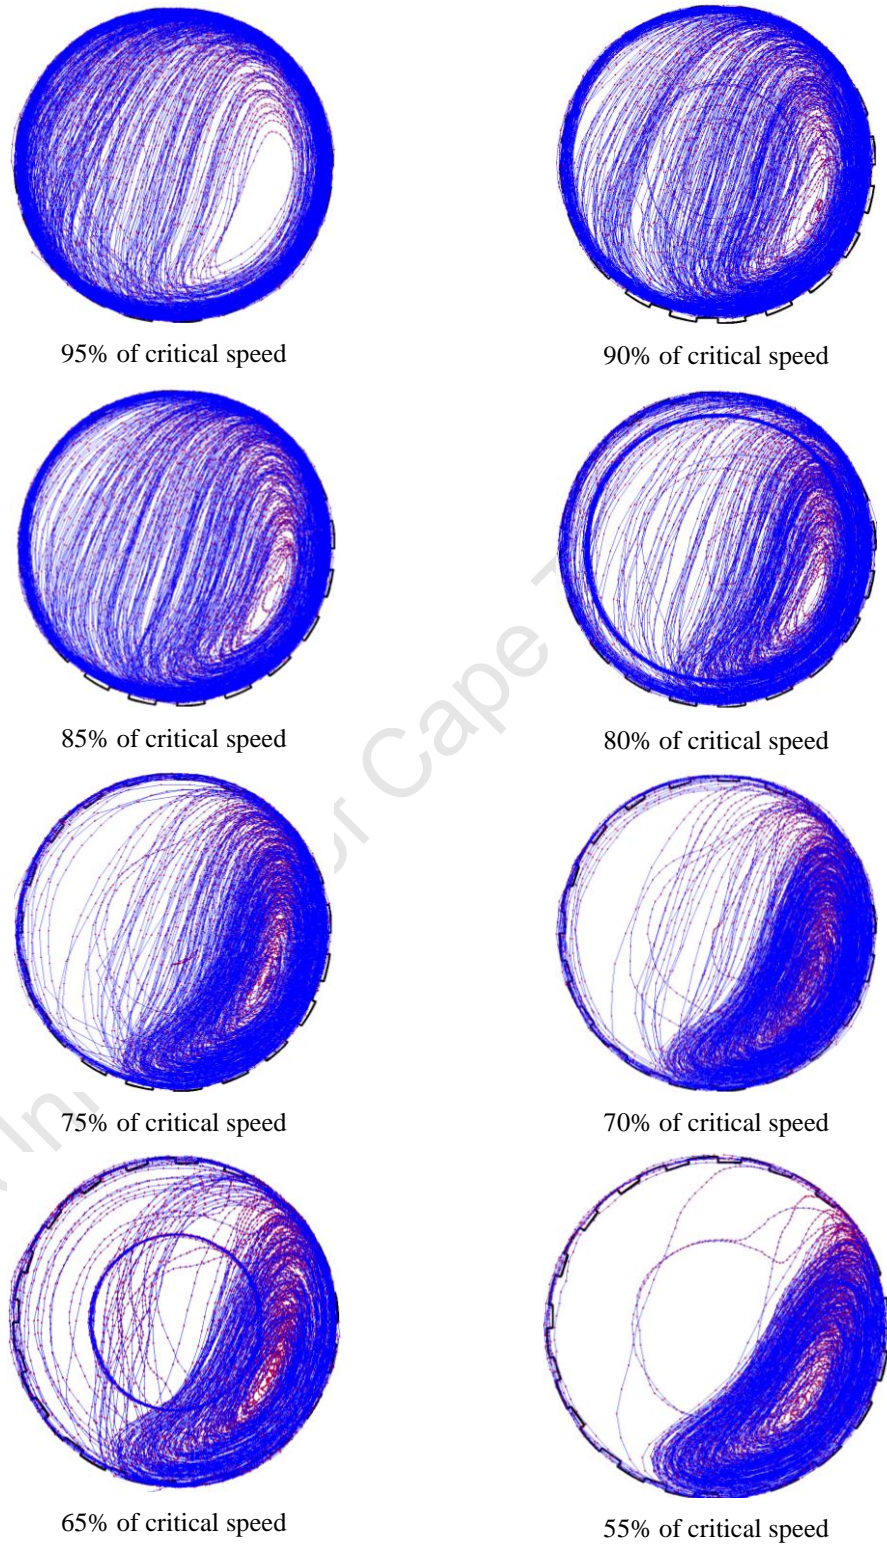 95% of critical speed
90% of critical speed
85% of critical speed
80% of critical speed
75% of critical speed
70% of critical speed
65% of critical speed
55% of critical speed
Cape